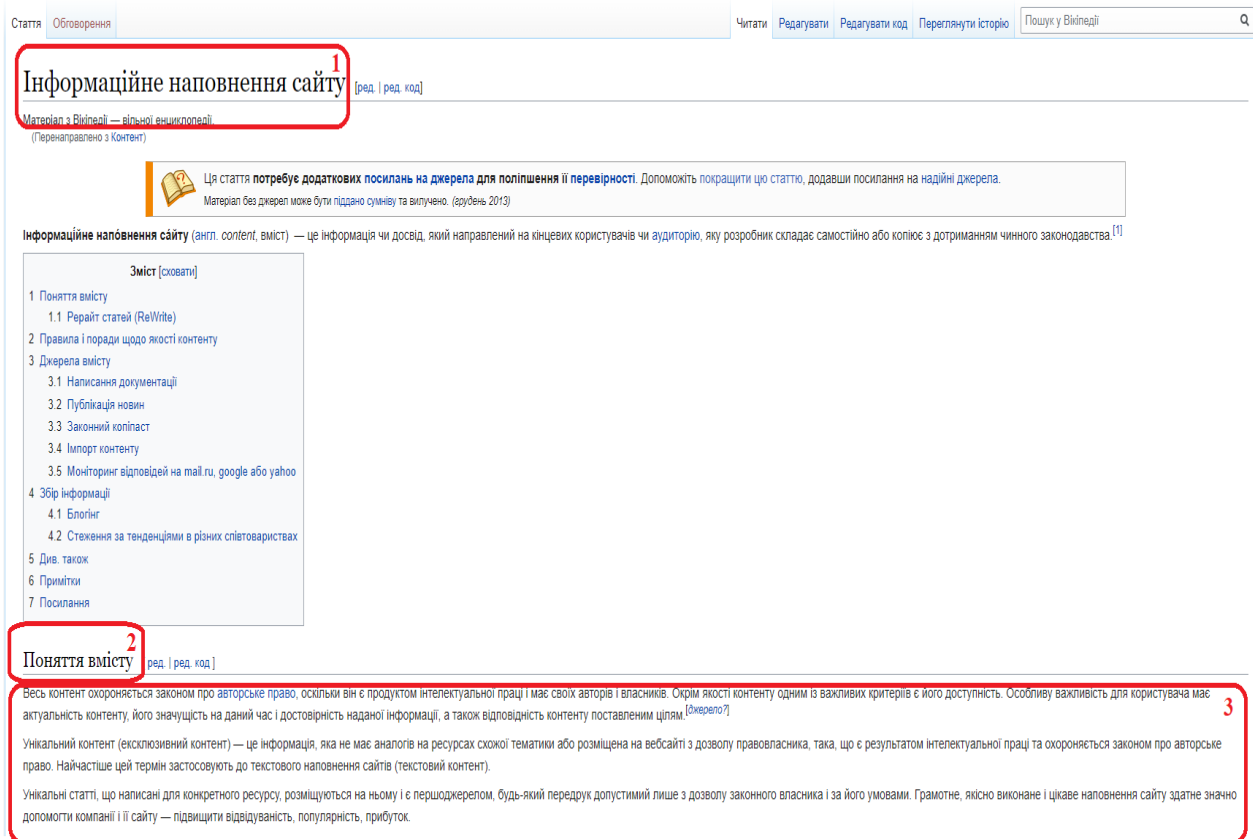 Стаття Обговорення Читати Редагувати Редагувати код Переглянути історію Пошук у Вікіпедії
1
Інформаційне наповнення сайту [ред. | ред. код]
Матеріал з Вікіпедії — вільної енциклопедії.
(Перенаправлено з Контент)
Ця стаття потребує додаткових посилань на джерела для поліпшення її перевірності. Допоможіть покращити цю статтю, додавши посилання на надійні джерела.
Матеріал без джерел може бути піддано сумніву та вилучено. (грудень 2013)
Інформаці́йне напо́внення са́йту (англ. content, вміст) — це інформація чи досвід, який направлений на кінцевих користувачів чи аудиторію, яку розробник складає самостійно або копіює з дотриманням чинного законодавства.[1]
Зміст [сховати]
1 Поняття вмісту
1.1 Рерайт статей (ReWrite)
2 Правила і поради щодо якості контенту
3 Джерела вмісту
3.1 Написання документації
3.2 Публікація новин
3.3 Законний копіпаст
3.4 Імпорт контенту
3.5 Моніторинг відповідей на mail.ru, google або yahoo
4 Збір інформації
4.1 Блогінг
4.2 Стеження за тенденціями в різних співтовариствах
5 Див. також
6 Примітки
7 Посилання
2
Поняття вмісту ред. | ред. код ]
Весь контент охороняється законом про авторське право, оскільки він є продуктом інтелектуальної праці і має своїх авторів і власників. Окрім якості контенту одним із важливих критеріїв є його доступність. Особливу важливість для користувача має
3
актуальність контенту, його значущість на даний час і достовірність наданої інформації, а також відповідність контенту поставленим цілям.[джерело?]
Унікальний контент (ексклюзивний контент) — це інформація, яка не має аналогів на ресурсах схожої тематики або розміщена на вебсайті з дозволу правовласника, така, що є результатом інтелектуальної праці та охороняється законом про авторське
право. Найчастіше цей термін застосовують до текстового наповнення сайтів (текстовий контент).
Унікальні статті, що написані для конкретного ресурсу, розміщуються на ньому і є першоджерелом, будь-який передрук допустимий лише з дозволу законного власника і за його умовами. Грамотне, якісно виконане і цікаве наповнення сайту здатне значно
допомогти компанії і її сайту — підвищити відвідуваність, популярність, прибуток.